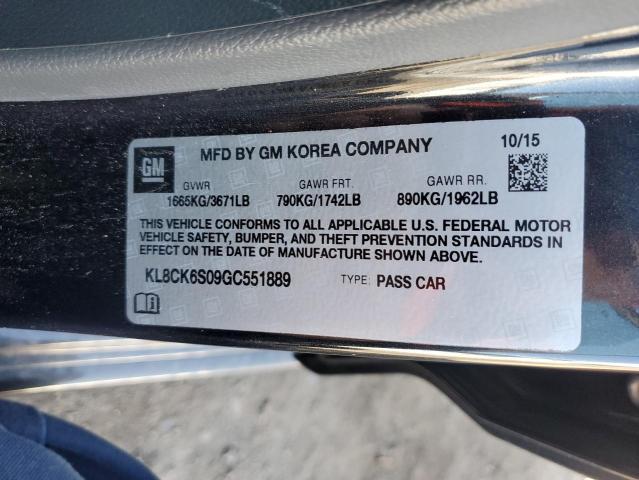 GM
MFD BY GM KOREA COMPANY
10/15
GVWR GAWR FRT. GAWR RR.
1665KG/3671LB 790KG/1742LB 890KG/1962LB
THIS VEHICLE CONFORMS TO ALL APPLICABLE U.S. FEDERAL MOTOR
VEHICLE SAFETY, BUMPER, AND THEFT PREVENTION STANDARDS IN
EFFECT ON THE DATE OF MANUFACTURE SHOWN ABOVE.
KL8CK6S09GC551889 TYPE: PASS CAR